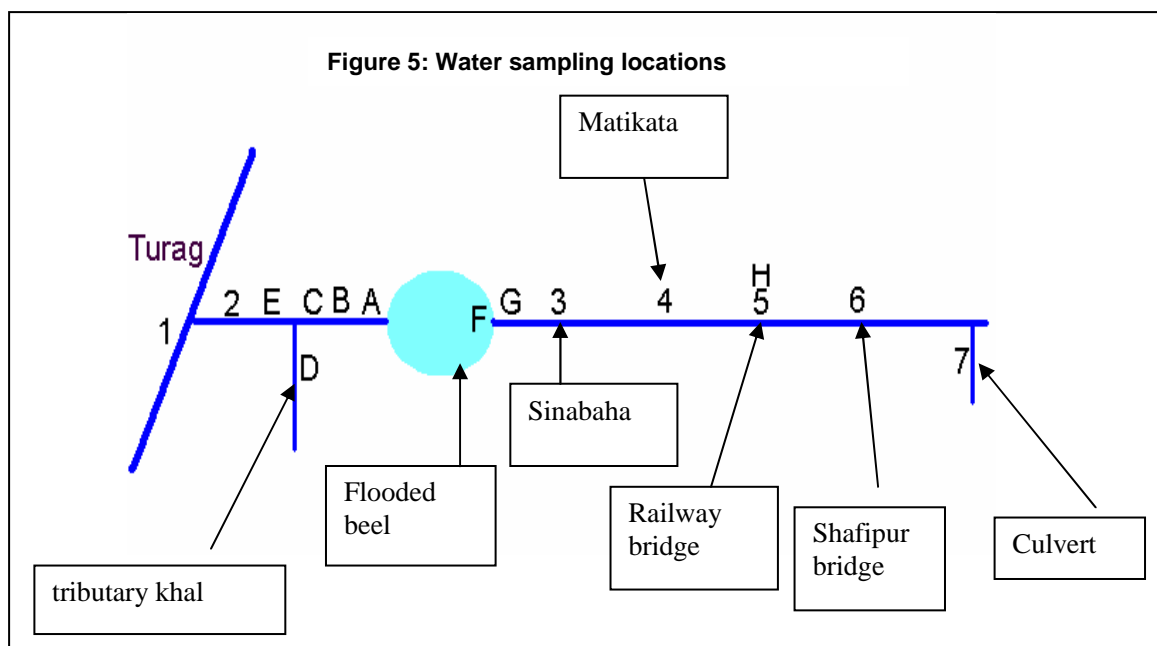 Figure 5: Water sampling locations
Matikata
Turag
H
2 E C B A F G 3 4 5 6
1 D 7
Sinabaha
Flooded
beel
Railway
bridge
Shafipur
bridge
Culvert
tributary khal